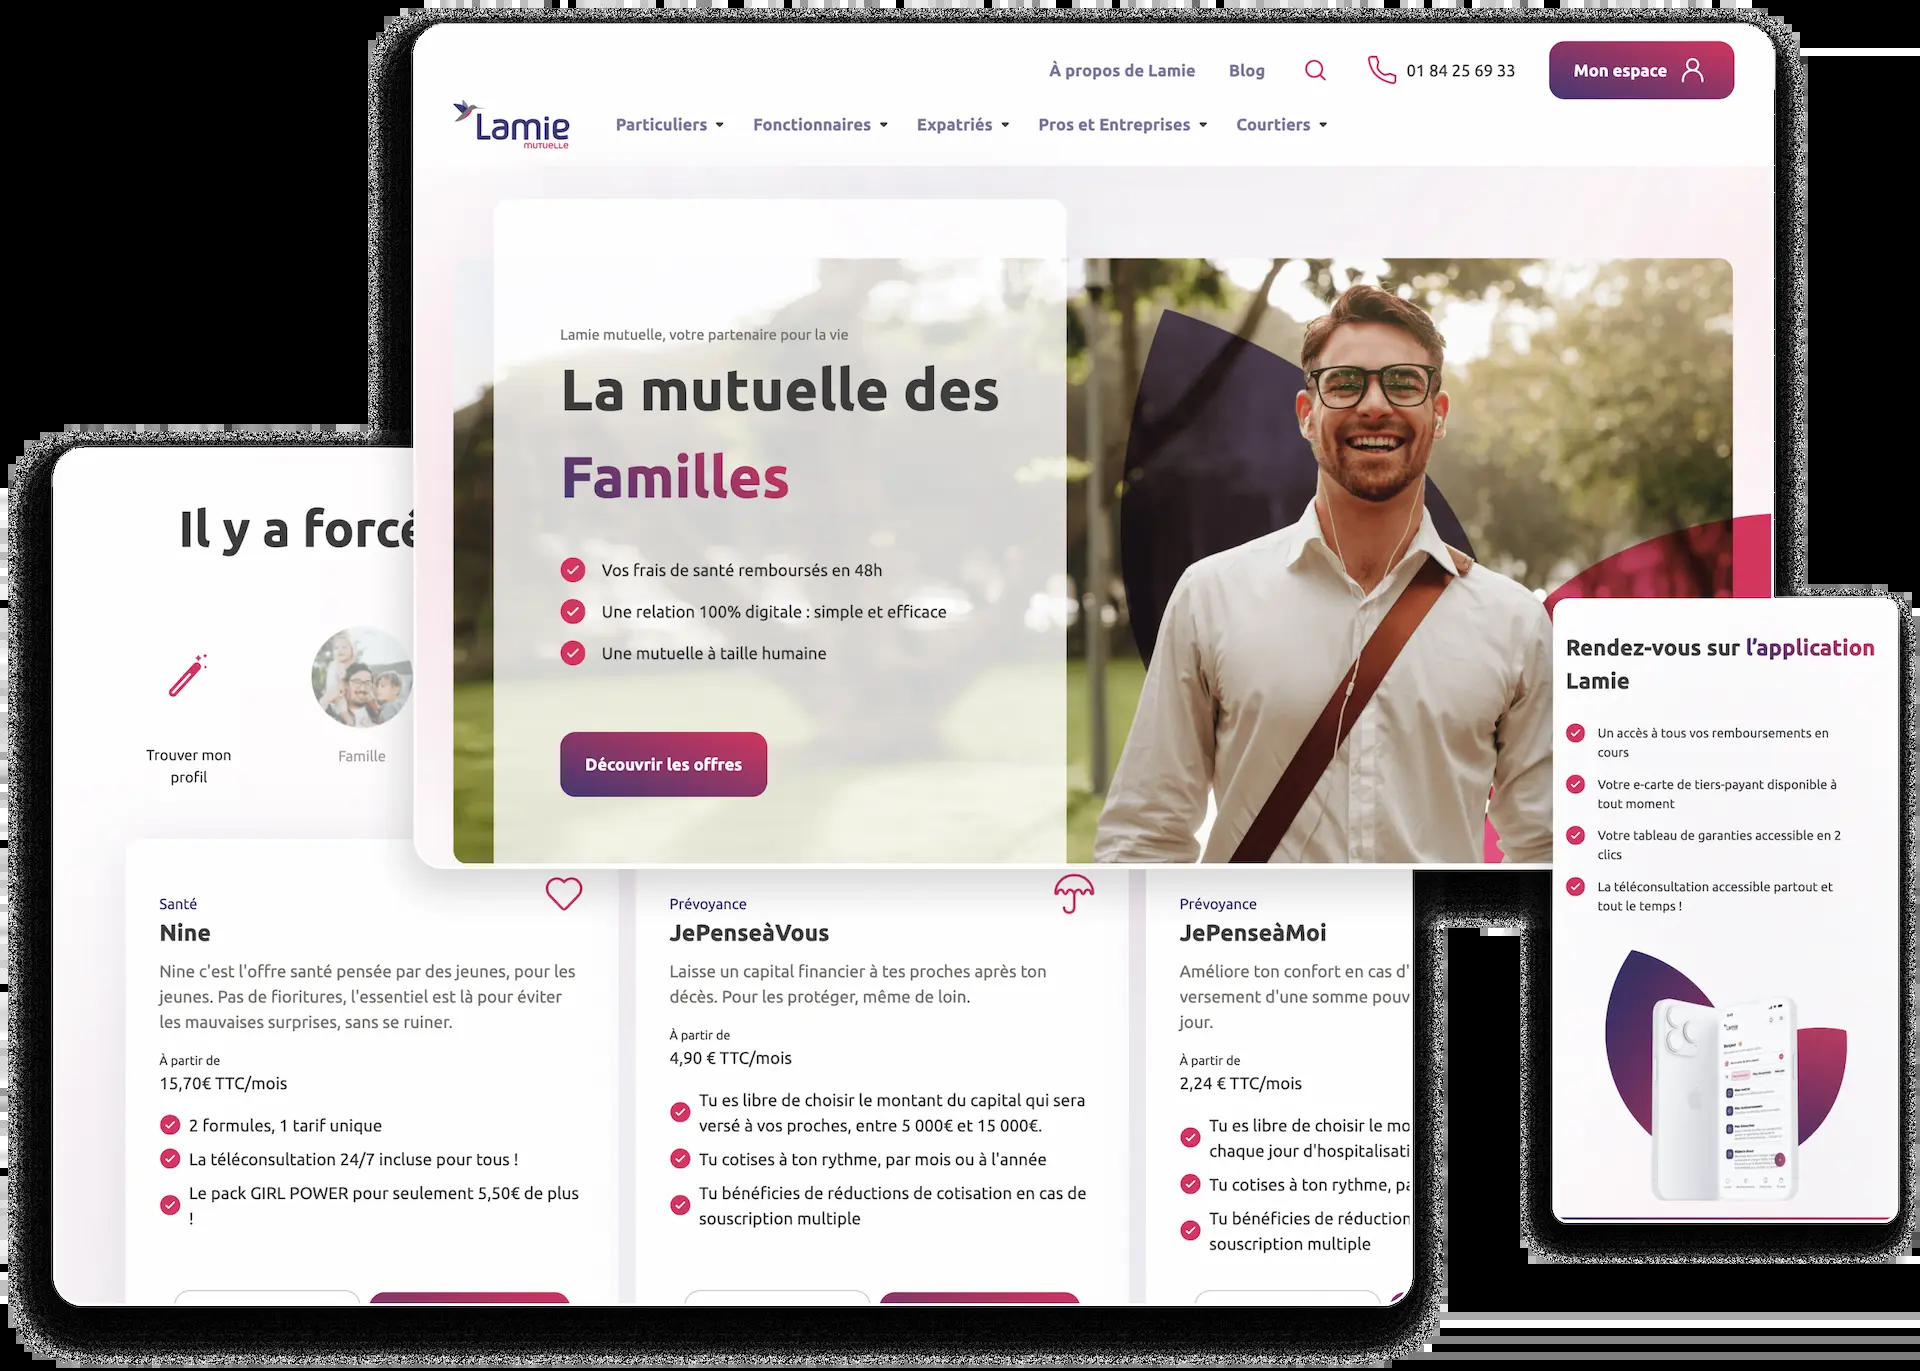 À propos de Lamie
Blog
01 84 25 69 33
Mon espace
Lamie
MUTUELLE
Particuliers
Fonctionnaires
Expatriés
Pros et Entreprises
Courtiers
Lamie mutuelle, votre partenaire pour la vie
La mutuelle des
Familles
Vos frais de santé remboursés en 48h
Une relation 100% digitale : simple et efficace
Une mutuelle à taille humaine
Découvrir les offres
Il y a forcé
Trouver mon
profil
Famille
Santé
Nine
Nine c'est l'offre santé pensée par des jeunes, pour les
jeunes. Pas de fioritures, l'essentiel est là pour éviter
les mauvaises surprises, sans se ruiner.
À partir de
15,70€ TTC/mois
2 formules, 1 tarif unique
La téléconsultation 24/7 incluse pour tous !
Le pack GIRL POWER pour seulement 5,50€ de plus
!
Prévoyance
JePenseàVous
Laisse un capital financier à tes proches après ton
décès. Pour les protéger, même de loin.
À partir de
4,90 € TTC/mois
Tu es libre de choisir le montant du capital qui sera
versé à vos proches, entre 5 000€ et 15 000€.
Tu cotises à ton rythme, par mois ou à l'année
Tu bénéficies de réductions de cotisation en cas de
souscription multiple
Prévoyance
JePenseàMoi
Améliore ton confort en cas d'
versement d'une somme pouv
jour.
À partir de
2,24 € TTC/mois
Tu es libre de choisir le mo
chaque jour d'hospitalisati
Tu cotises à ton rythme, pa
Tu bénéficies de réduction
souscription multiple
Rendez-vous sur l'application
Lamie
Un accès à tous vos remboursements en
cours
Votre e-carte de tiers-payant disponible à
tout moment
Votre tableau de garanties accessible en 2
clics
La téléconsultation accessible partout et
tout le temps !